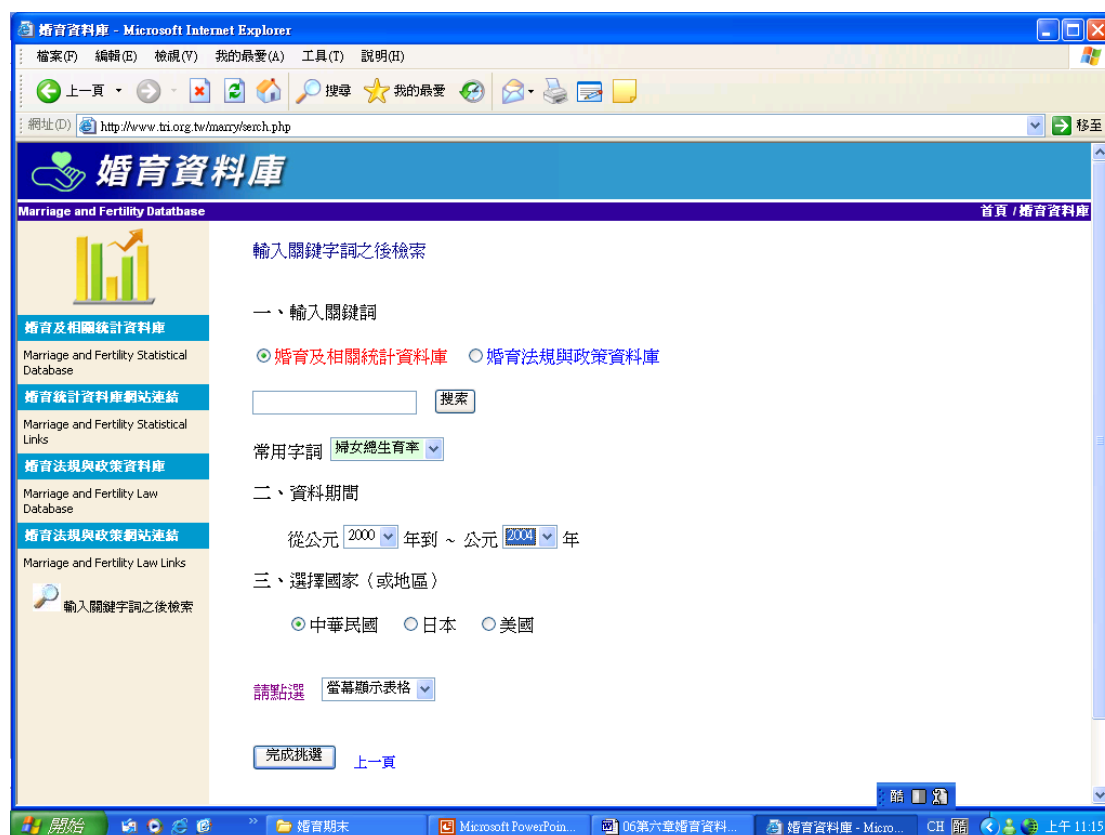 婚育資料庫 - Microsoft Internet Explorer
檔案(F) 編輯(E) 檢視(V) 我的最愛(A) 工具(T) 說明(H)
上一頁 搜尋 我的最愛
網址(D) http://www.tri.org.tw/marry/serch.php 移至
婚育資料庫
Marriage and Fertility Datatbase 首頁 / 婚育資料庫
婚育及相關統計資料庫
Marriage and Fertility Statistical
Database
婚育統計資料庫網站連結
Marriage and Fertility Statistical
Links
婚育法規與政策資料庫
Marriage and Fertility Law
Database
婚育法規與政策網站連結
Marriage and Fertility Law Links
輸入關鍵字詞之後檢索
輸入關鍵字詞之後檢索
一、輸入關鍵詞
婚育及相關統計資料庫 婚育法規與政策資料庫
搜索
常用字詞 婦女總生育率
二、資料期間
從公元 2000 年到 ~ 公元 2004 年
三、選擇國家（或地區）
中華民國 日本 美國
請點選 螢幕顯示表格
完成挑選 上一頁
酷
開始 » 婚育期末 Microsoft PowerPoin... 06第六章婚育資料... 婚育資料庫 - Micro... CH 酷 上午 11:15